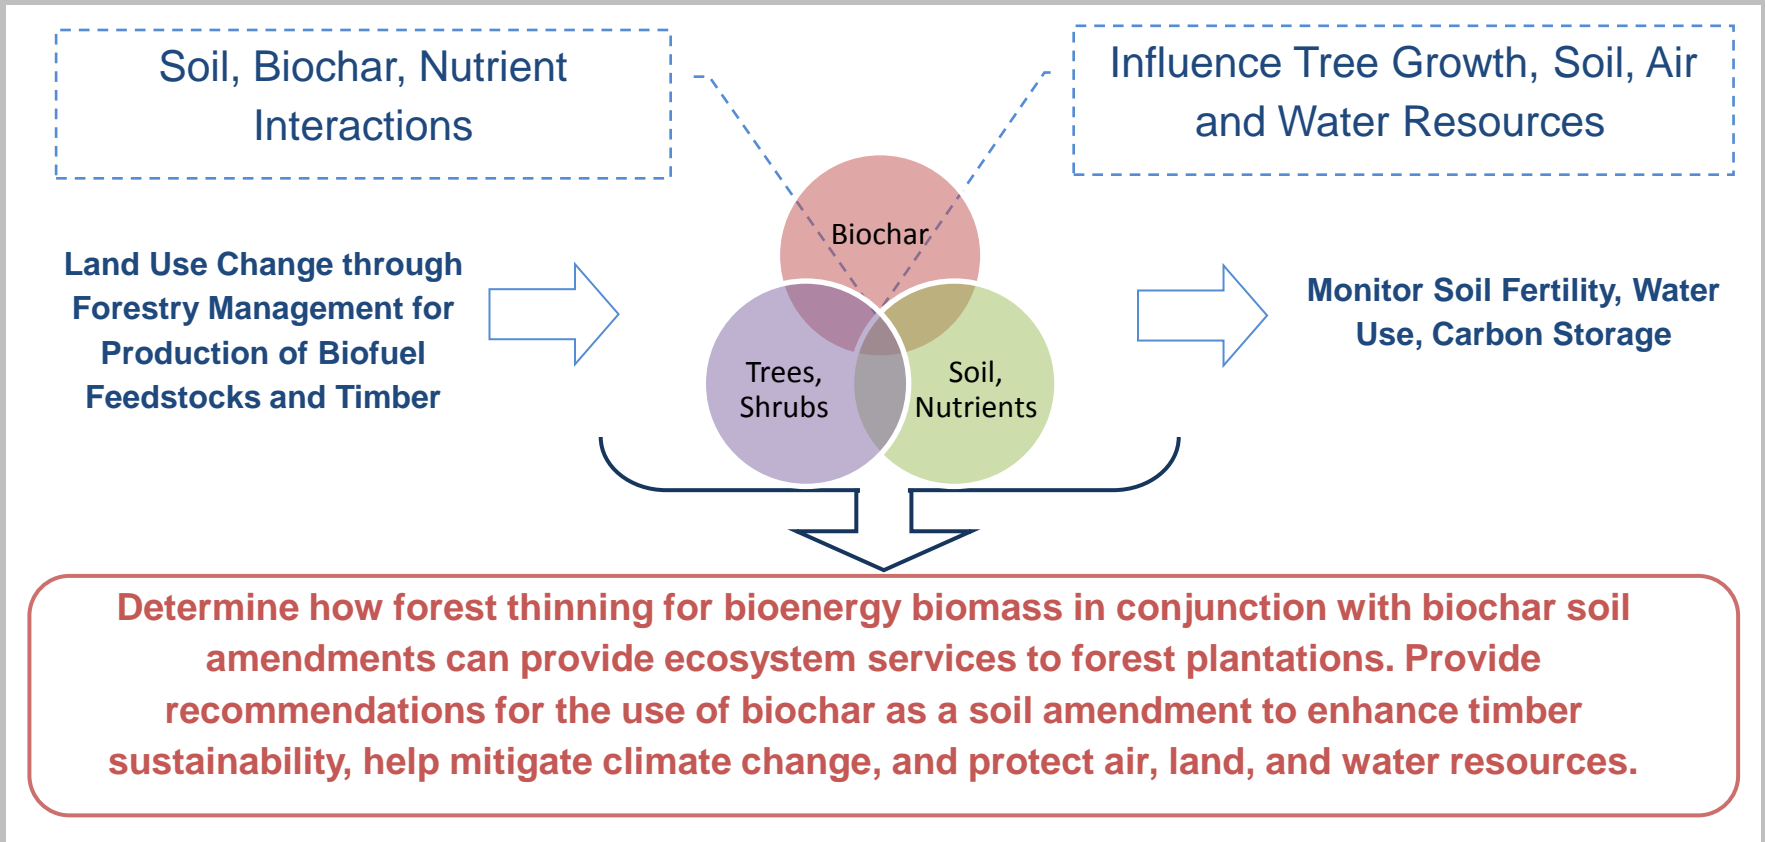 Soil, Biochar, Nutrient
Interactions
Influence Tree Growth, Soil, Air
and Water Resources
Land Use Change through
Forestry Management for
Production of Biofuel
Feedstocks and Timber
Biochar
Trees,
Shrubs
Soil,
Nutrients
Monitor Soil Fertility, Water
Use, Carbon Storage
Determine how forest thinning for bioenergy biomass in conjunction with biochar soil
amendments can provide ecosystem services to forest plantations. Provide
recommendations for the use of biochar as a soil amendment to enhance timber
sustainability, help mitigate climate change, and protect air, land, and water resources.